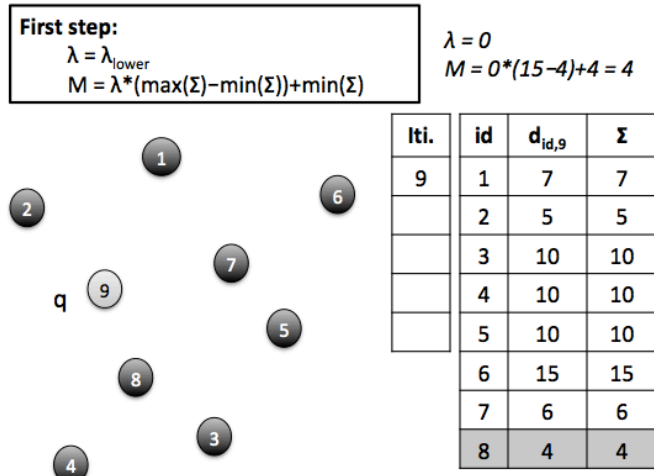 First step:
λ = λlower
M = λ*(max(Σ)−min(Σ))+min(Σ)
λ = 0
M = 0*(15−4)+4 = 4
1
2
6
7
q 9
5
8
3
4
Iti.
9
id d id,9 Σ
1 7 7
2 5 5
3 10 10
4 10 10
5 10 10
6 15 15
7 6 6
8 4 4